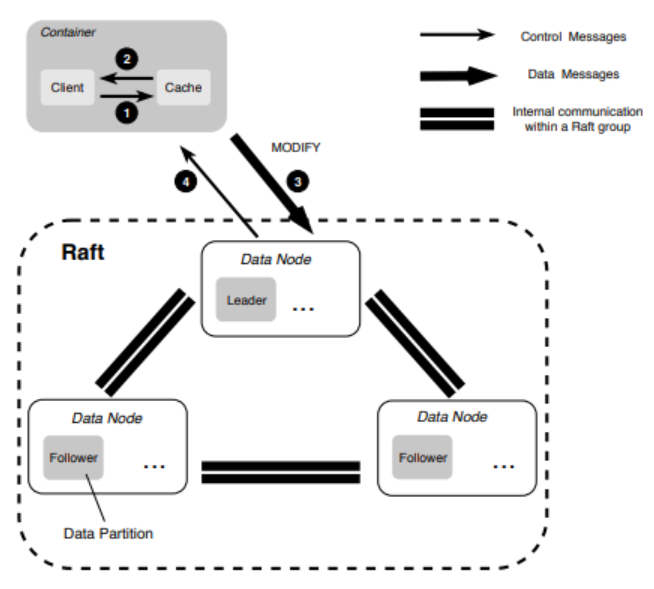 Container
Client
Cache
2
1
Control Messages
Data Messages
Internal communication
within a Raft group
MODIFY
4
3
Raft
Data Node
Leader
...
Data Node
Follower
...
Data Node
Follower
...
Data Partition